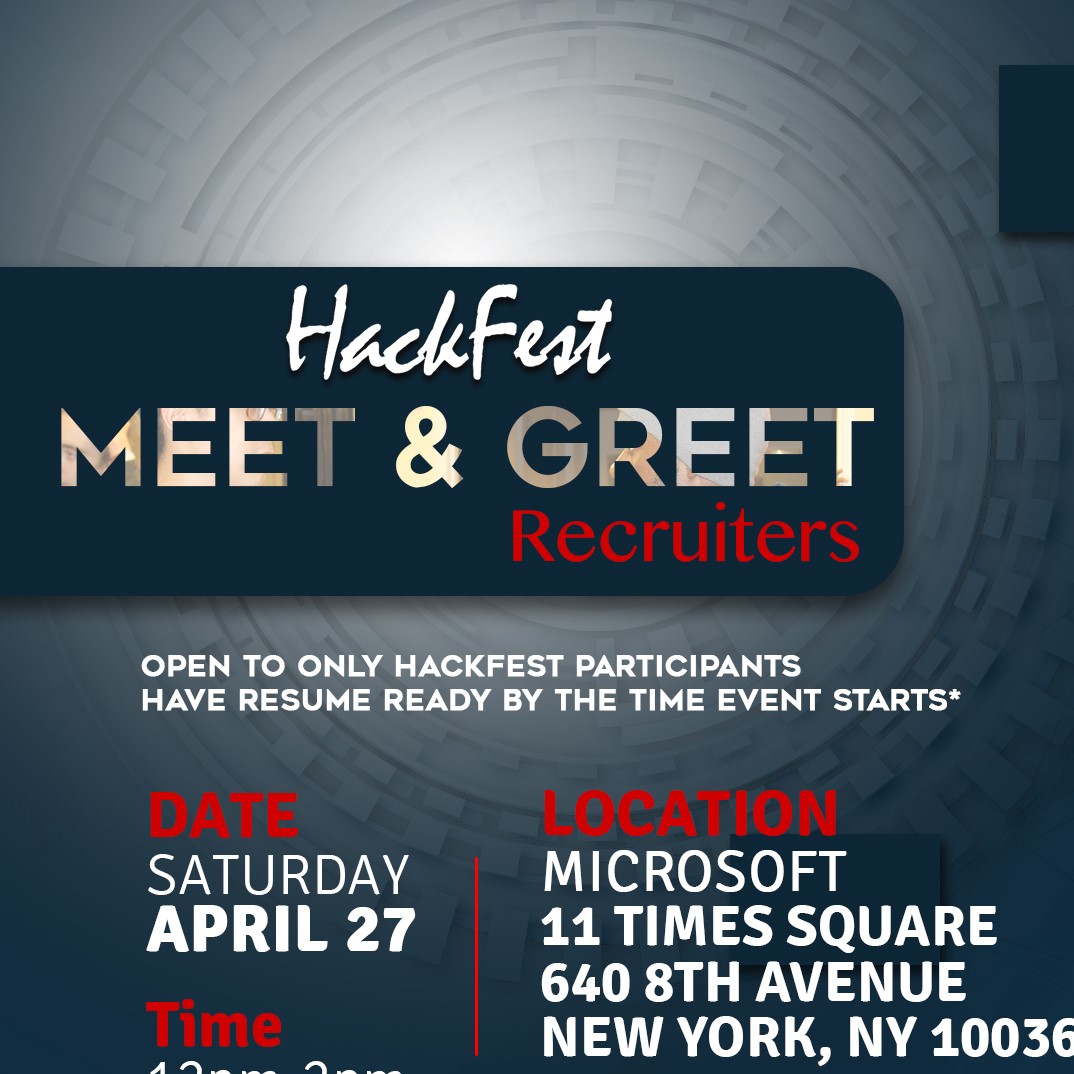 HackFest
MEET & GREET
Recruiters
OPEN TO ONLY HACKFEST PARTICIPANTS
HAVE RESUME READY BY THE TIME EVENT STARTS*
DATE
SATURDAY
APRIL 27
Time
LOCATION
MICROSOFT
11 TIMES SQUARE
640 8TH AVENUE
NEW YORK, NY 10036